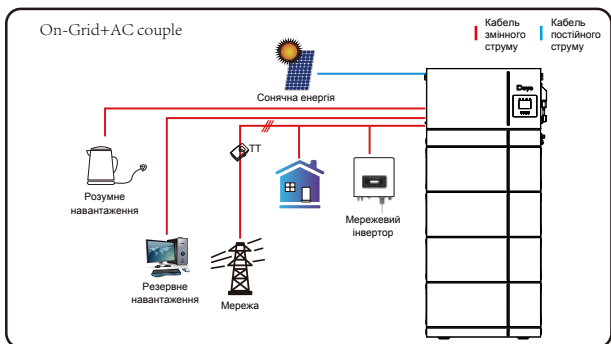 On-Grid+AC couple
Кабель
змінного
струму
Кабель
постійного
струму
Сонячна енергія
Deye
ТТ
Розумне
навантаження
Мережевий
інвертор
Резервне
навантаження
Мережа